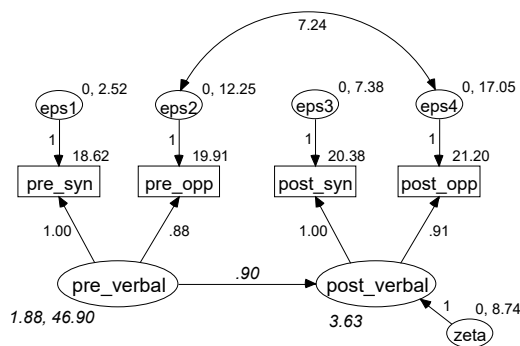 7.24
0, 2.52
0, 12.25
0, 7.38
0, 17.05
eps1
eps2
eps3
eps4
1
1
1
1
18.62
19.91
20.38
21.20
pre_syn
pre_opp
post_syn
post_opp
1.00
.88
1.00
.91
pre_verbal
.90
post_verbal
1.88, 46.90
3.63
1
0, 8.74
zeta